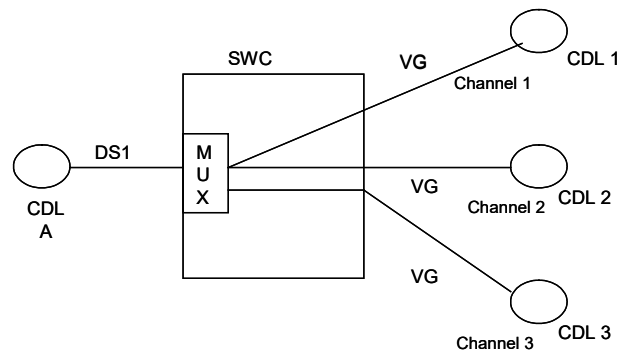 SWC
VG
CDL 1
Channel 1
DS1
M
U
X
CDL
A
VG
Channel 2
CDL 2
VG
Channel 3
CDL 3